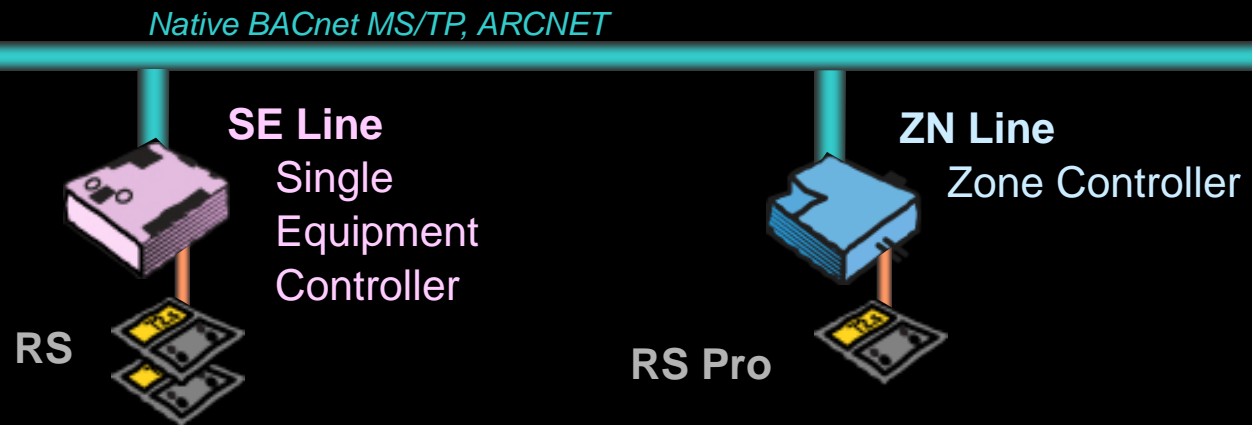 Native BACnet MS/TP, ARCNET
SE Line
Single
Equipment
Controller
ZN Line
Zone Controller
RS
RS Pro